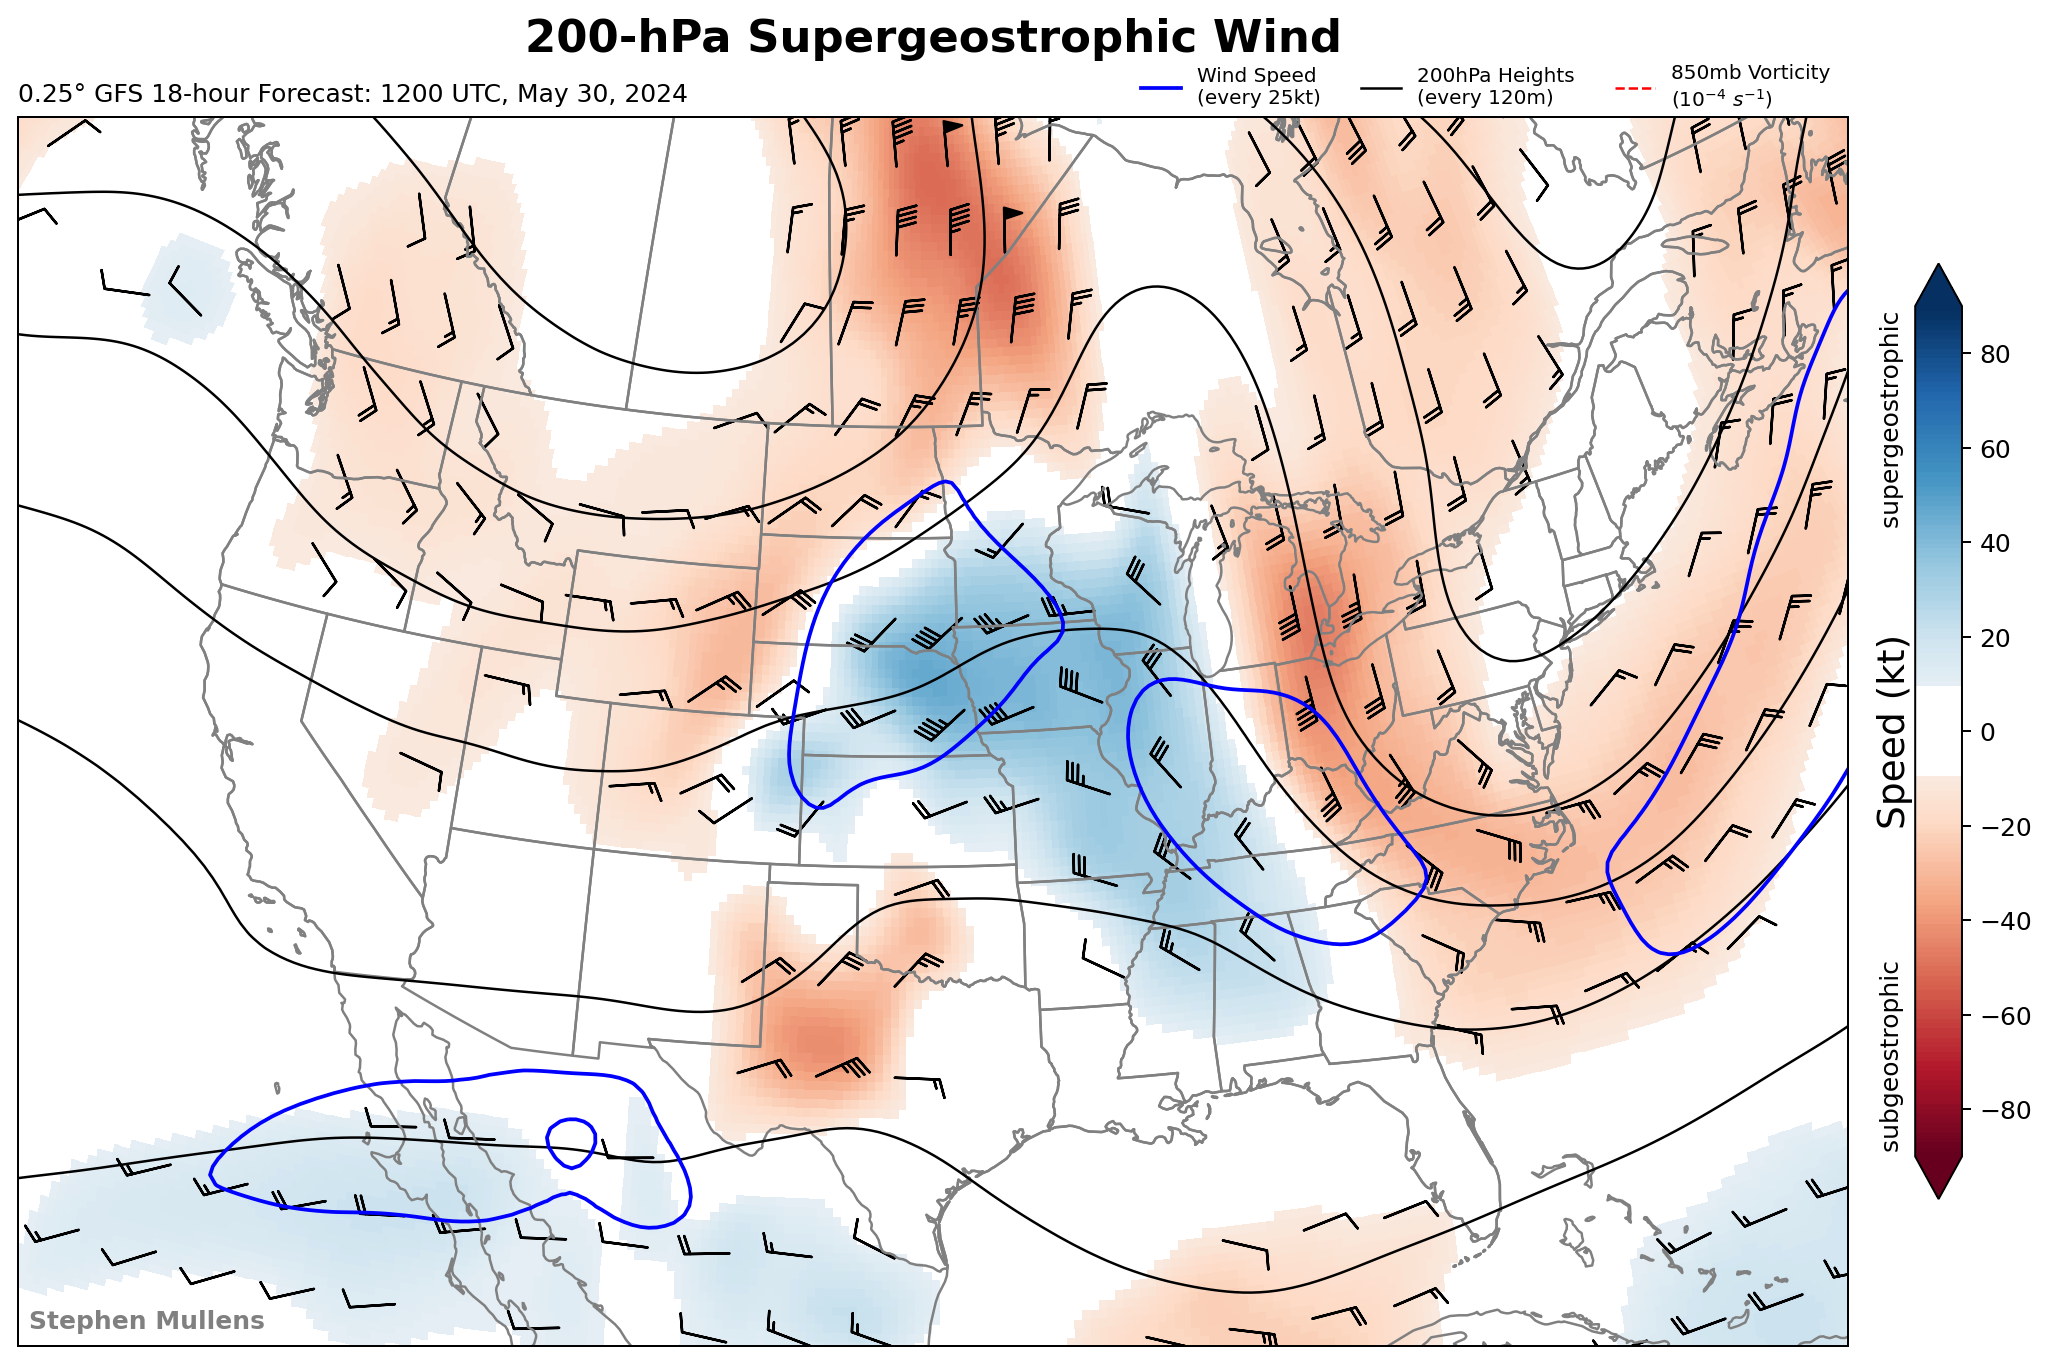 200-hPa Supergeostrophic Wind
0.25° GFS 18-hour Forecast: 1200 UTC, May 30, 2024
Wind Speed
(every 25kt)
200hPa Heights
(every 120m)
850mb Vorticity
(10⁻⁴ s⁻¹)
supergeostrophic
subgeostrophic
Speed (kt)
80
60
40
20
0
−20
−40
−60
−80
Stephen Mullens